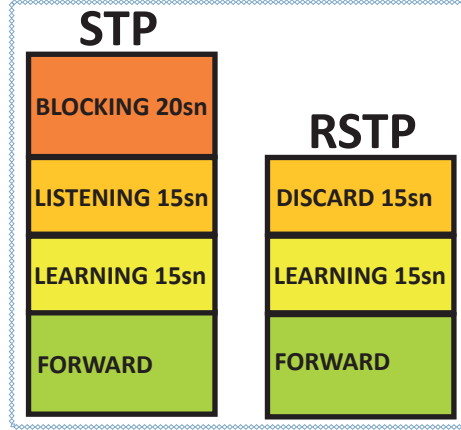 STP
BLOCKING 20sn
LISTENING 15sn
LEARNING 15sn
FORWARD
RSTP
DISCARD 15sn
LEARNING 15sn
FORWARD